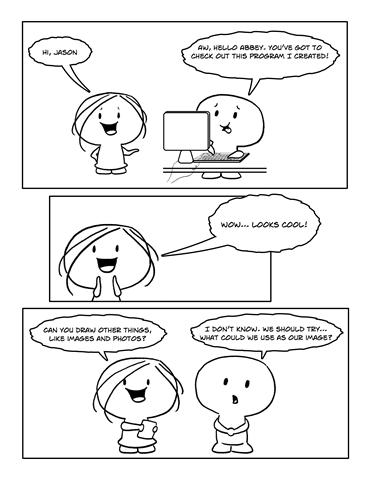 HI, JASON
AW, HELLO ABBEY. YOU'VE GOT TO
CHECK OUT THIS PROGRAM I CREATED!
WOW... LOOKS COOL!
CAN YOU DRAW OTHER THINGS,
LIKE IMAGES AND PHOTOS?
I DON'T KNOW. WE SHOULD TRY...
WHAT COULD WE USE AS OUR IMAGE?